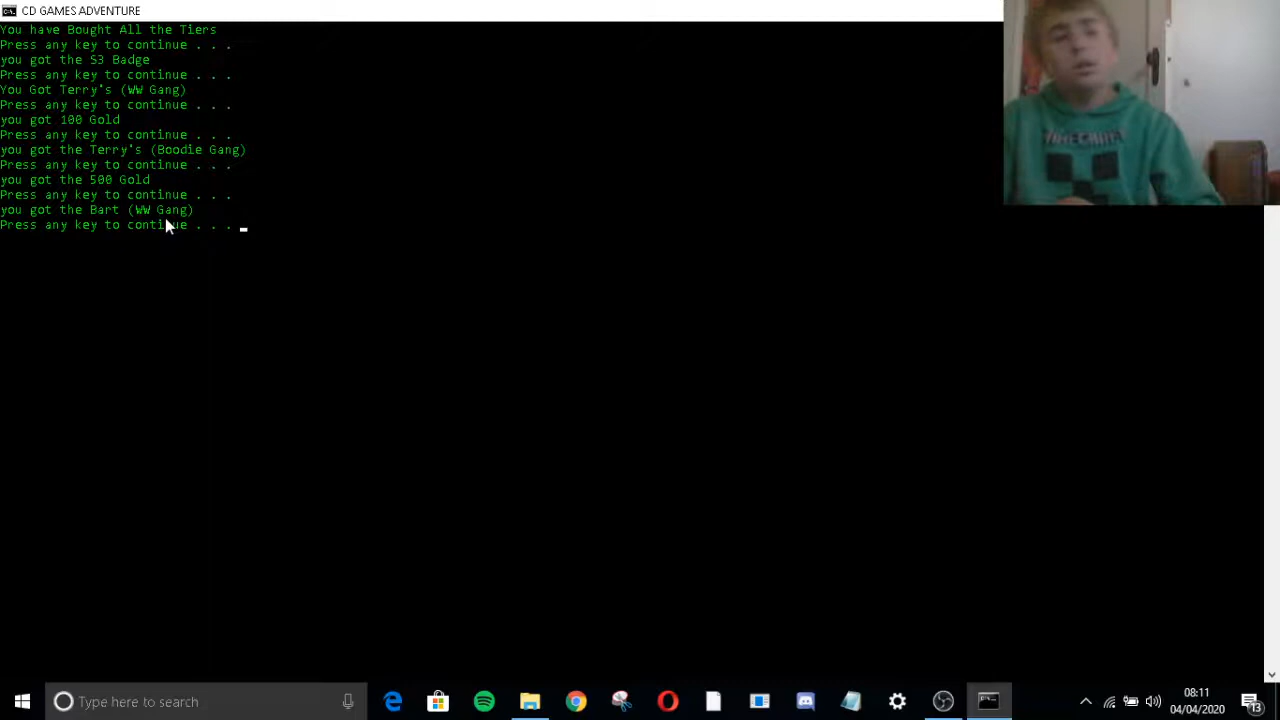 CD GAMES ADVENTURE
You have Bought All the Tiers
Press any key to continue . . .
you got the S3 Badge
Press any key to continue . . .
You Got Terry's (WW Gang)
Press any key to continue . . .
you got 100 Gold
Press any key to continue . . .
you got the Terry's (Boodie Gang)
Press any key to continue . . .
you got the 500 Gold
Press any key to continue . . .
you got the Bart (WW Gang)
Press any key to continue . . .
MINECRAFT
Type here to search
08:11
04/04/2020
13